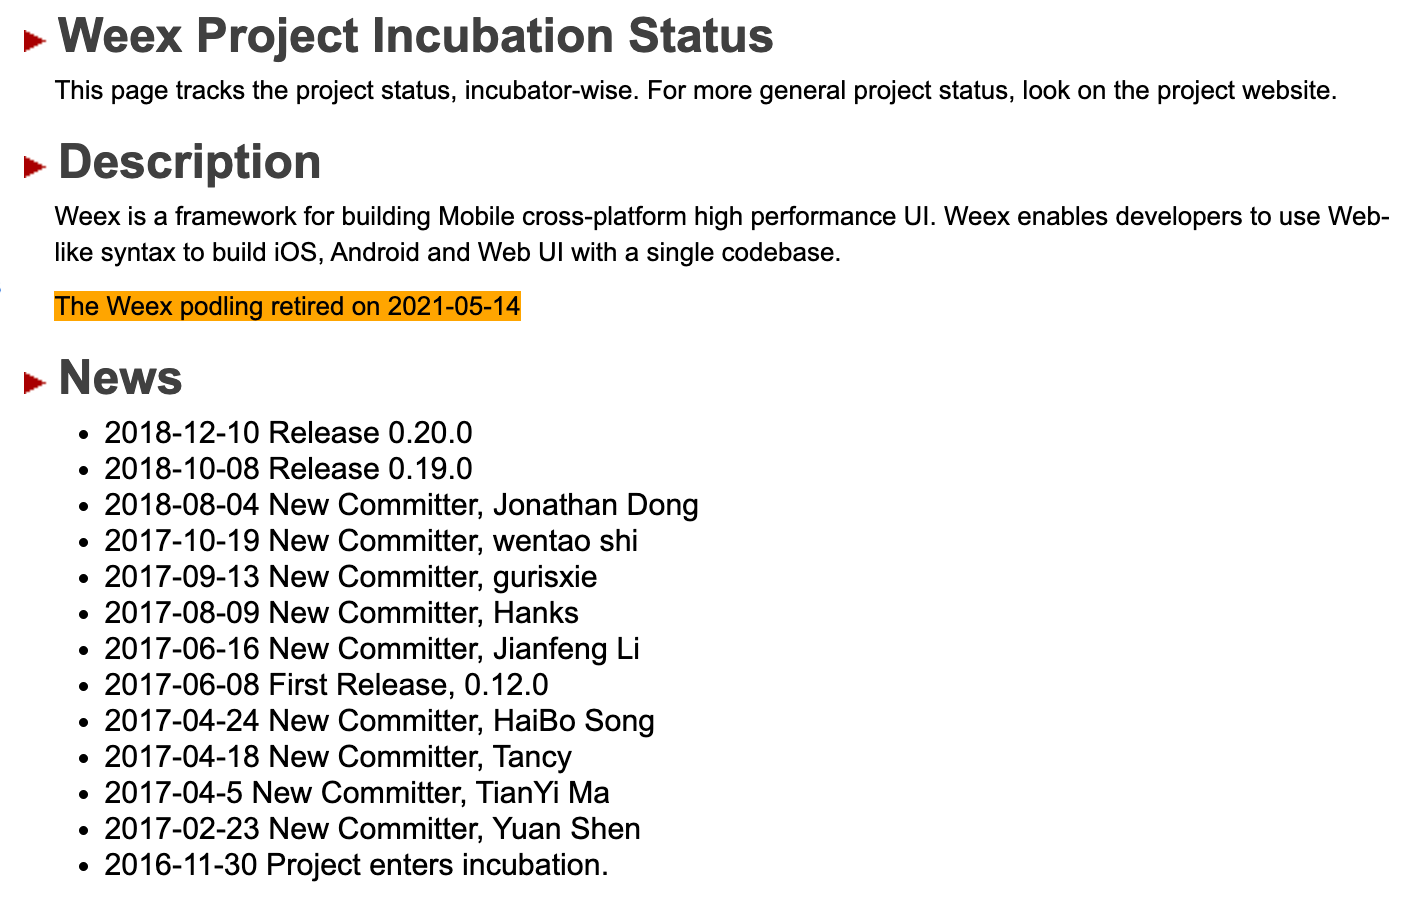 Weex Project Incubation Status
This page tracks the project status, incubator-wise. For more general project status, look on the project website.
Description
Weex is a framework for building Mobile cross-platform high performance UI. Weex enables developers to use Web-
like syntax to build iOS, Android and Web UI with a single codebase.
The Weex podling retired on 2021-05-14
News
• 2018-12-10 Release 0.20.0
• 2018-10-08 Release 0.19.0
• 2018-08-04 New Committer, Jonathan Dong
• 2017-10-19 New Committer, wentao shi
• 2017-09-13 New Committer, gurisxie
• 2017-08-09 New Committer, Hanks
• 2017-06-16 New Committer, Jianfeng Li
• 2017-06-08 First Release, 0.12.0
• 2017-04-24 New Committer, HaiBo Song
• 2017-04-18 New Committer, Tancy
• 2017-04-5 New Committer, TianYi Ma
• 2017-02-23 New Committer, Yuan Shen
• 2016-11-30 Project enters incubation.